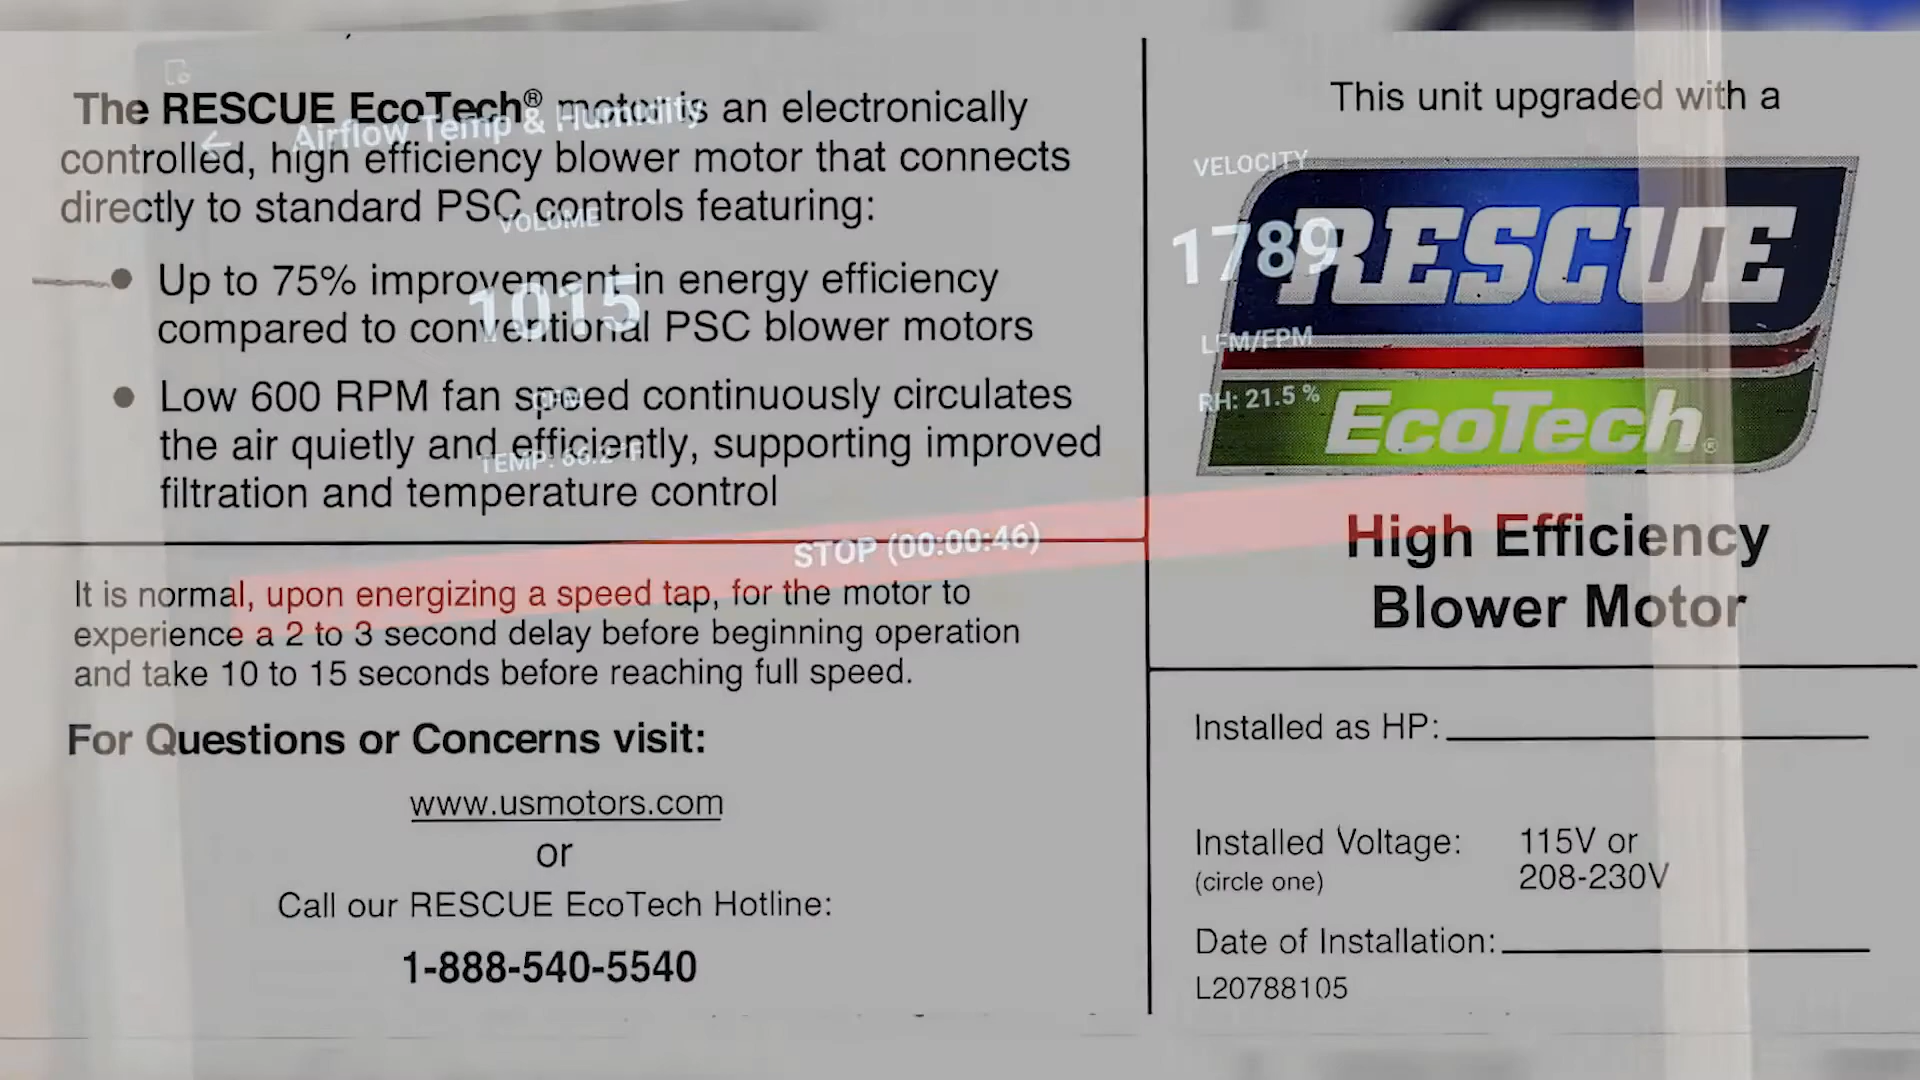 The RESCUE EcoTech® motor is an electronically
controlled, high efficiency blower motor that connects
directly to standard PSC controls featuring:
• Up to 75% improvement in energy efficiency
compared to conventional PSC blower motors
• Low 600 RPM fan speed continuously circulates
the air quietly and efficiently, supporting improved
filtration and temperature control
It is normal, upon energizing a speed tap, for the motor to
experience a 2 to 3 second delay before beginning operation
and take 10 to 15 seconds before reaching full speed.
For Questions or Concerns visit:
www.usmotors.com
or
Call our RESCUE EcoTech Hotline:
1-888-540-5540
This unit upgraded with a
RESCUE
EcoTech®
High Efficiency
Blower Motor
Installed as HP:
Installed Voltage: 115V or
(circle one) 208-230V
Date of Installation:
L20788105
Airflow Temp & Humidity
VOLUME
1015
CFM
TEMP: 66.2°F
VELOCITY
1789
LFM/FPM
RH: 21.5 %
STOP (00:00:46)